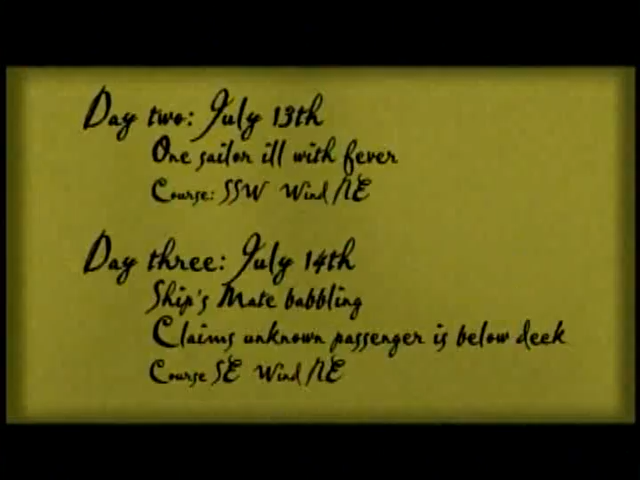 Day two: July 13th
One sailor ill with fever
Course: SSW Wind NE
Day three: July 14th
Ship's Mate babbling
Claims unknown passenger is below deck
Course SE Wind NE